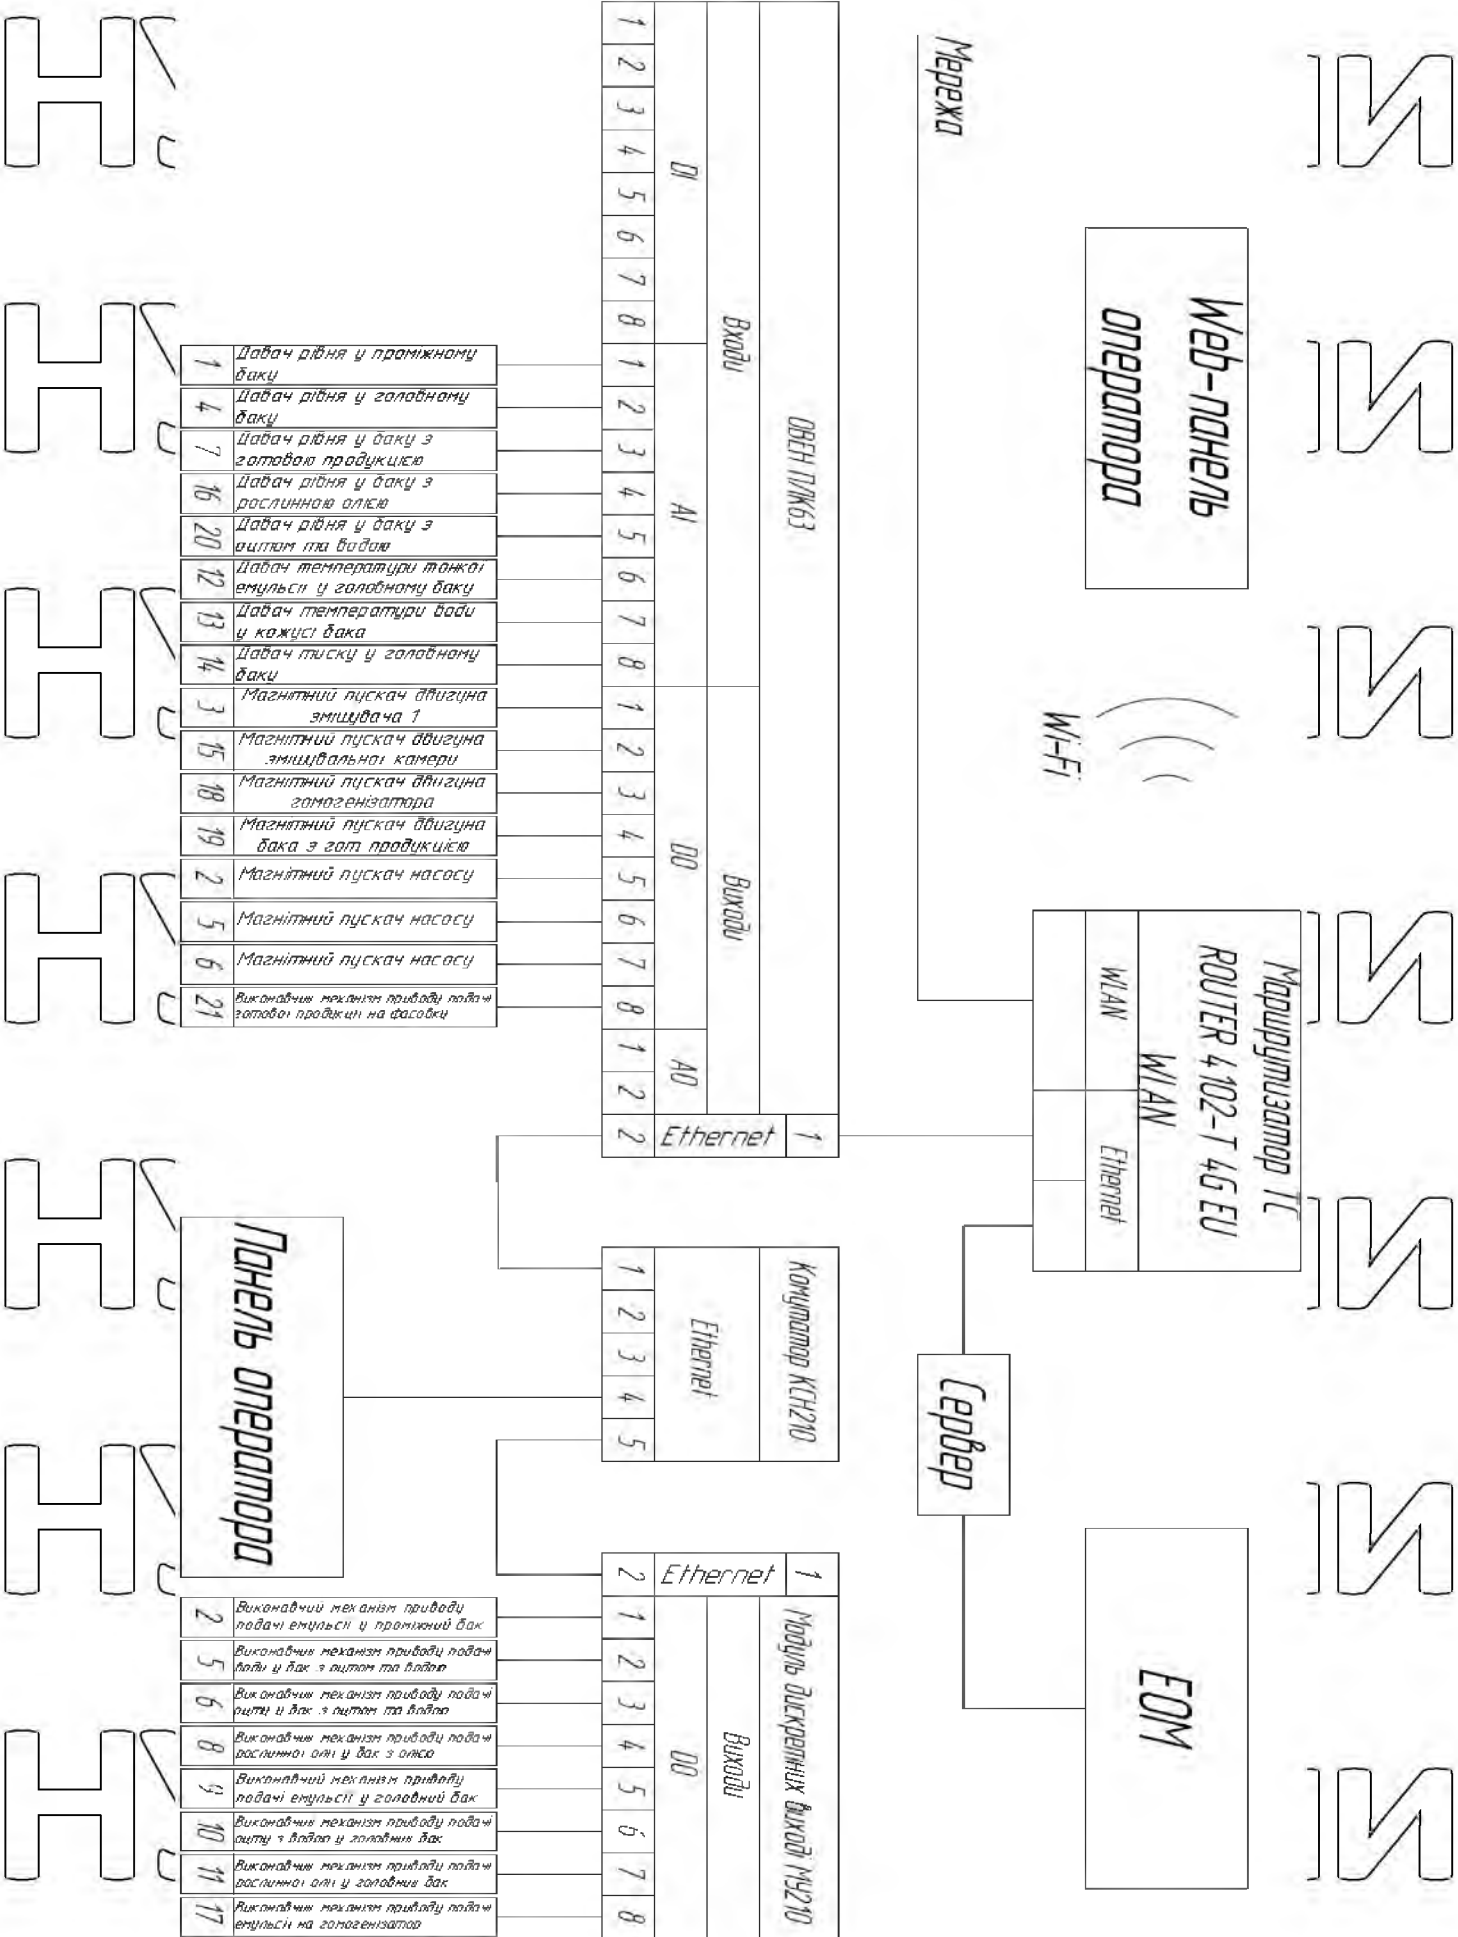 Мережа
Web-панель
оператора
Wi-Fi
Маршрутизатор TC
ROUTER 4102-T 4G EU
WLAN
WLAN
Ethernet
Сервер
ЕОМ
ОВЕН ПЛК63
Входи
Виходи
DI
AI
DO
AO
Ethernet
1
2
1 2 3 4 5 6 7 8
1 2 3 4 5 6 7 8
1 2 3 4 5 6 7 8
1 2
Комутатор КСН210
Ethernet
1 2 3 4 5
Модуль дискретних виході МУ210
Ethernet
1
2
Виходи
DO
1 2 3 4 5 6 7 8
Панель оператора
1 Давач рівня у проміжному
баку
4 Давач рівня у головному
баку
7 Давач рівня у баку з
готовою продукцією
16 Давач рівня у баку з
рослинною олією
20 Давач рівня у баку з
оцтом та водою
12 Давач температури тонкої
емульсії у головному баку
13 Давач температури води
у кожусі бака
14 Давач тиску у головному
баку
3 Магнітний пускач двигуна
змішувача 1
15 Магнітний пускач двигуна
змішувальної камери
18 Магнітний пускач двигуна
гомогенізатора
19 Магнітний пускач двигуна
бака з гот продукцією
2 Магнітний пускач насосу
5 Магнітний пускач насосу
6 Магнітний пускач насосу
21 Виконавчий механізм приводу подачі
готової продукції на фасовку
2 Виконавчий механізм приводу
подачі емульсії у проміжний бак
5 Виконавчий механізм приводу подачі
води у бак з оцтом та водою
6 Виконавчий механізм приводу подачі
оцту у бак з оцтом та водою
8 Виконавчий механізм приводу подачі
рослинної олії у бак з олією
9 Виконавчий механізм приводу
подачі емульсії у головний бак
10 Виконавчий механізм приводу подачі
оцту з водою у головний бак
11 Виконавчий механізм приводу подачі
рослинної олії у головний бак
17 Виконавчий механізм приводу подачі
емульсії на гомогенізатор